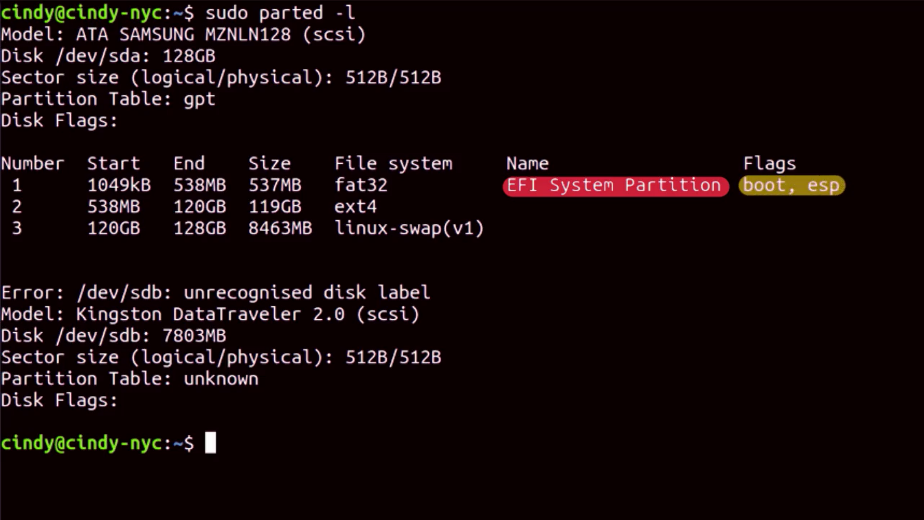 cindy@cindy-nyc:~$ sudo parted -l
Model: ATA SAMSUNG MZNLN128 (scsi)
Disk /dev/sda: 128GB
Sector size (logical/physical): 512B/512B
Partition Table: gpt
Disk Flags:
Number Start End Size File system Name Flags
1 1049kB 538MB 537MB fat32 EFI System Partition boot, esp
2 538MB 120GB 119GB ext4
3 120GB 128GB 8463MB linux-swap(v1)
Error: /dev/sdb: unrecognised disk label
Model: Kingston DataTraveler 2.0 (scsi)
Disk /dev/sdb: 7803MB
Sector size (logical/physical): 512B/512B
Partition Table: unknown
Disk Flags:
cindy@cindy-nyc:~$